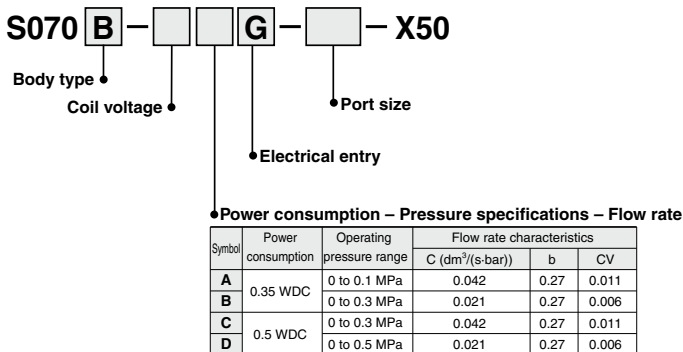 S070 B – G – – X50
Body type
Coil voltage
Port size
Electrical entry
Power consumption – Pressure specifications – Flow rate
Symbol Power consumption Operating pressure range Flow rate characteristics
C (dm³/(s·bar)) b CV
A 0.35 WDC 0 to 0.1 MPa 0.042 0.27 0.011
B 0 to 0.3 MPa 0.021 0.27 0.006
C 0.5 WDC 0 to 0.3 MPa 0.042 0.27 0.011
D 0 to 0.5 MPa 0.021 0.27 0.006